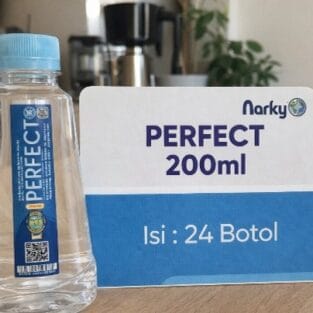 PERFECT
Narky
PERFECT
200ml
Isi : 24 Botol